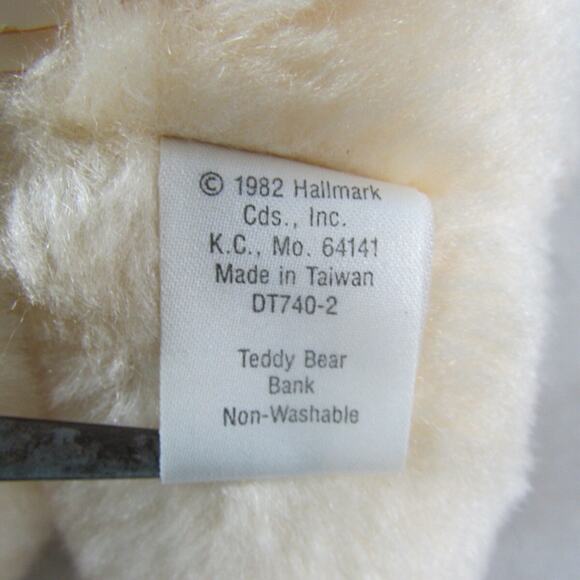 © 1982 Hallmark
Cds., Inc.
K.C., Mo. 64141
Made in Taiwan
DT740-2
Teddy Bear
Bank
Non-Washable